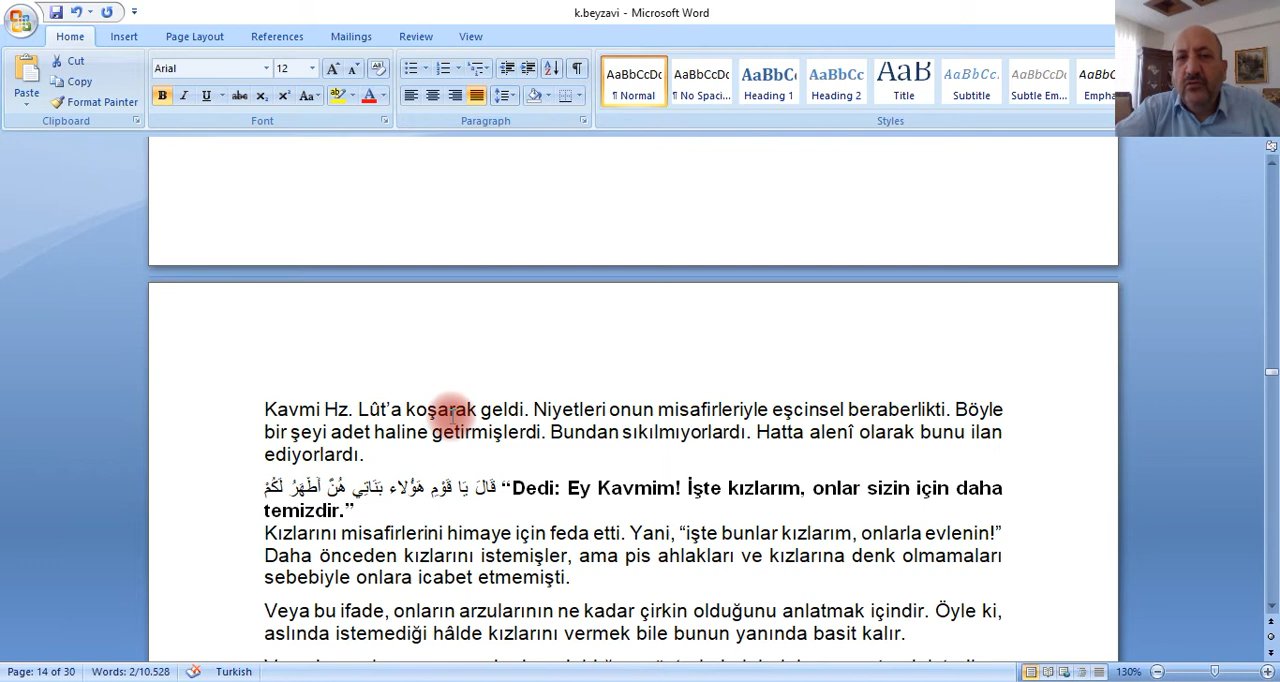 k.beyzavi - Microsoft Word
Home Insert Page Layout References Mailings Review View
Paste
Cut
Copy
Format Painter
Clipboard
Arial 12
Font
Paragraph
AaBbCcDc AaBbCcDc AaBbCc AaBbCc AaB AaBbCc. AaBbCcDc AaBbCc
¶ Normal ¶ No Spaci... Heading 1 Heading 2 Title Subtitle Subtle Em... Empha
Styles
Kavmi Hz. Lût’a koşarak geldi. Niyetleri onun misafirleriyle eşcinsel beraberlikti. Böyle
bir şeyi adet haline getirmişlerdi. Bundan sıkılmıyorlardı. Hatta alenî olarak bunu ilan
ediyorlardı.
قَالَ يَا قَوْمِ هَؤُلاء بَنَاتِي هُنَّ أَطْهَرُ لَكُمْ “Dedi: Ey Kavmim! İşte kızlarım, onlar sizin için daha
temizdir.”
Kızlarını misafirlerini himaye için feda etti. Yani, “işte bunlar kızlarım, onlarla evlenin!”
Daha önceden kızlarını istemişler, ama pis ahlakları ve kızlarına denk olmamaları
sebebiyle onlara icabet etmemişti.
Veya bu ifade, onların arzularının ne kadar çirkin olduğunu anlatmak içindir. Öyle ki,
aslında istemediği hâlde kızlarını vermek bile bunun yanında basit kalır.
Page: 14 of 30 Words: 2/10.528 Turkish 130%